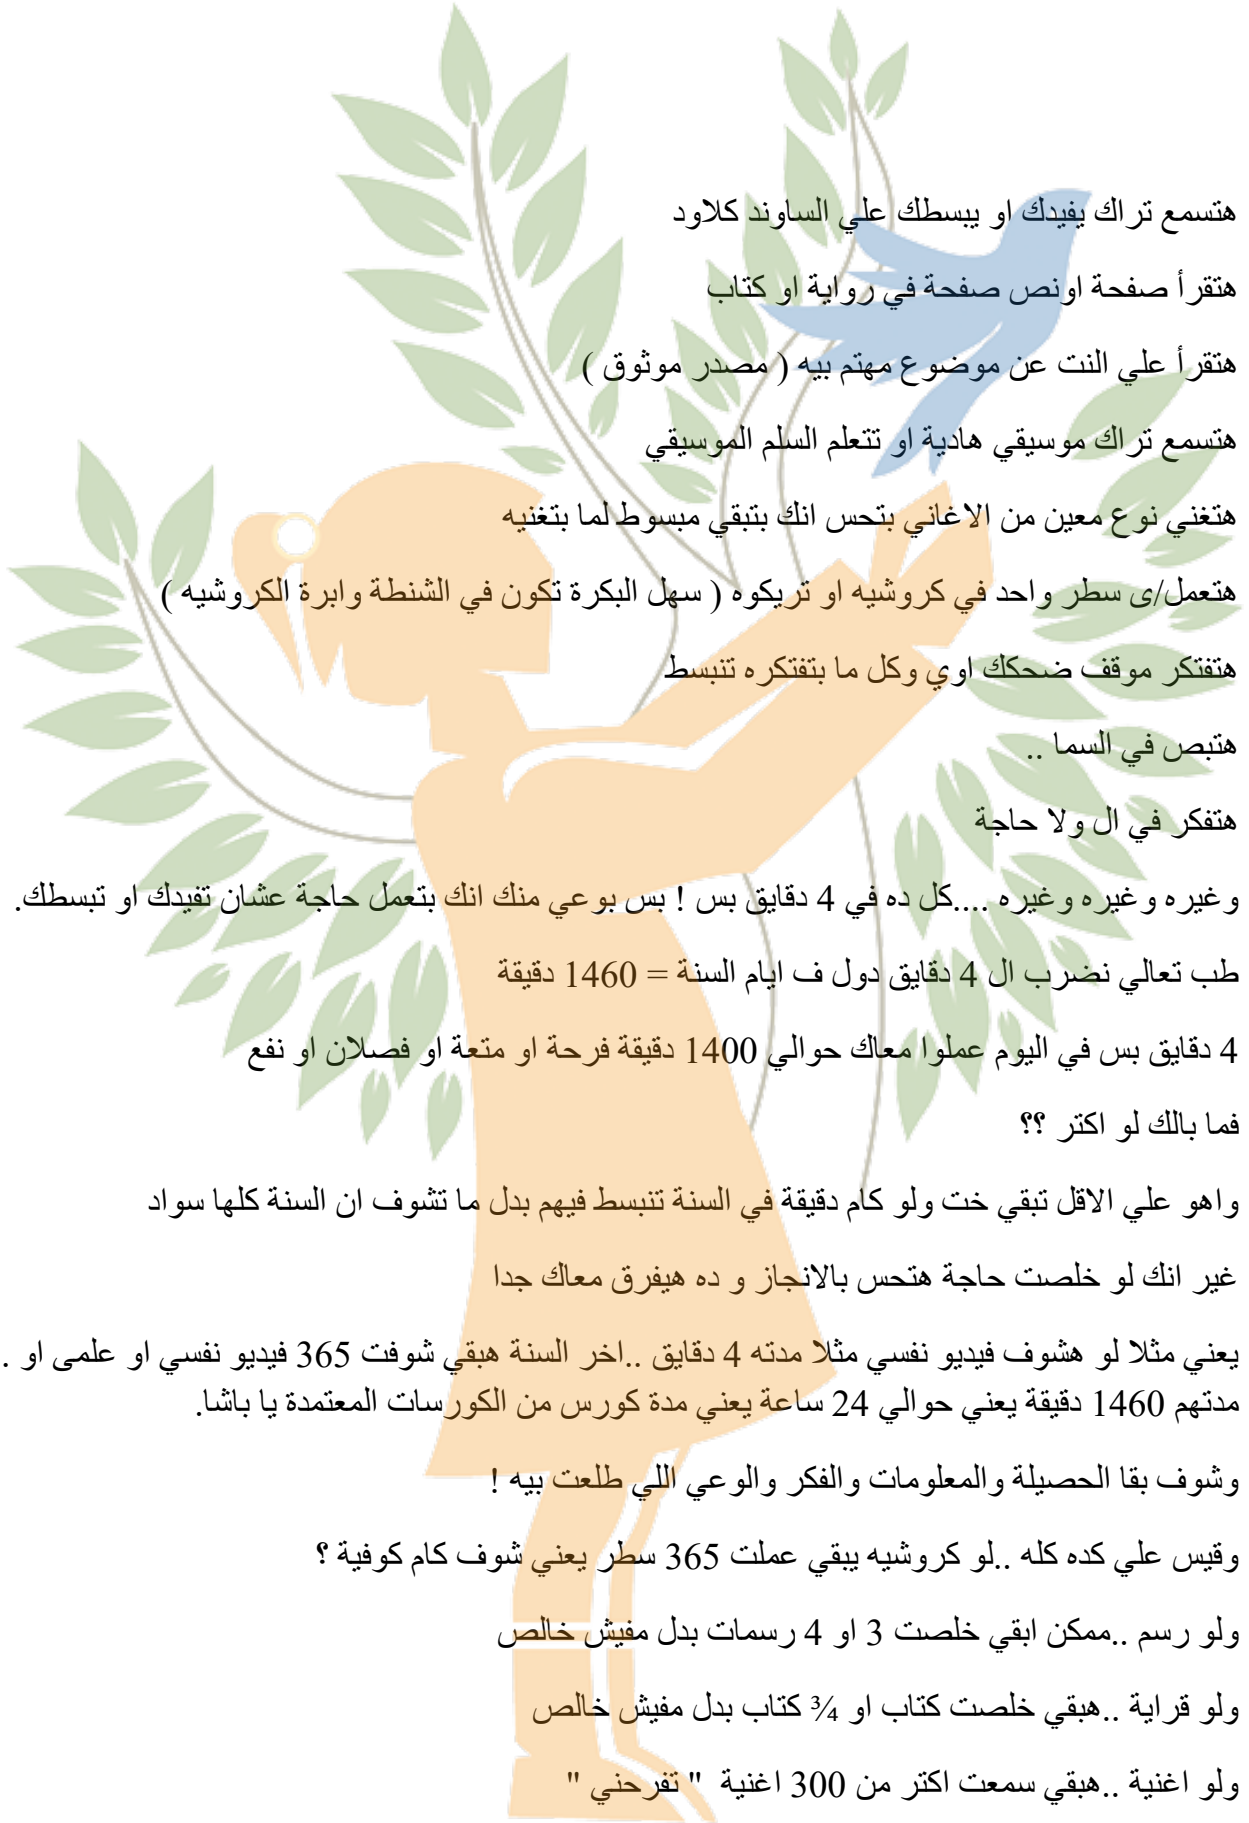 هتسمع تراك يفيدك او يبسطك علي الساوند كلاود
هتقرأ صفحة اونص صفحة في رواية او كتاب
هتقرأ علي النت عن موضوع مهتم بيه ( مصدر موثوق )
هتسمع تراك موسيقي هادية او تتعلم السلم الموسيقي
هتغني نوع معين من الاغاني بتحس انك بتبقي مبسوط لما بتغنيه
هتعمل/ى سطر واحد في كروشيه او تريكوه ( سهل البكرة تكون في الشنطة وابرة الكروشيه )
هتفتكر موقف ضحكك اوي وكل ما بتفتكره تتبسط
هتبص في السما ..
هتفكر في ال ولا حاجة
وغيره وغيره وغيره ....كل ده في 4 دقايق بس ! بس بوعي منك انك بتعمل حاجة عشان تفيدك او تبسطك.
طب تعالي نضرب ال 4 دقايق دول ف ايام السنة = 1460 دقيقة
4 دقايق بس في اليوم عملوا معاك حوالي 1400 دقيقة فرحة او متعة او فصلان او نفع
فما بالك لو اكتر ؟؟
واهو علي الاقل تبقي خت ولو كام دقيقة في السنة تنبسط فيهم بدل ما تشوف ان السنة كلها سواد
غير انك لو خلصت حاجة هتحس بالانجاز و ده هيفرق معاك جدا
يعني مثلا لو هشوف فيديو نفسي مثلا مدته 4 دقايق ..اخر السنة هبقي شوفت 365 فيديو نفسي او علمى او .
مدتهم 1460 دقيقة يعني حوالي 24 ساعة يعني مدة كورس من الكورسات المعتمدة يا باشا.
وشوف بقا الحصيلة والمعلومات والفكر والوعي اللي طلعت بيه !
وقيس علي كده كله ..لو كروشيه يبقي عملت 365 سطر يعني شوف كام كوفية ؟
ولو رسم ..ممكن ابقي خلصت 3 او 4 رسمات بدل مفيش خالص
ولو قراية ..هبقي خلصت كتاب او ¾ كتاب بدل مفيش خالص
ولو اغنية ..هبقي سمعت اكتر من 300 اغنية " تفرحني "